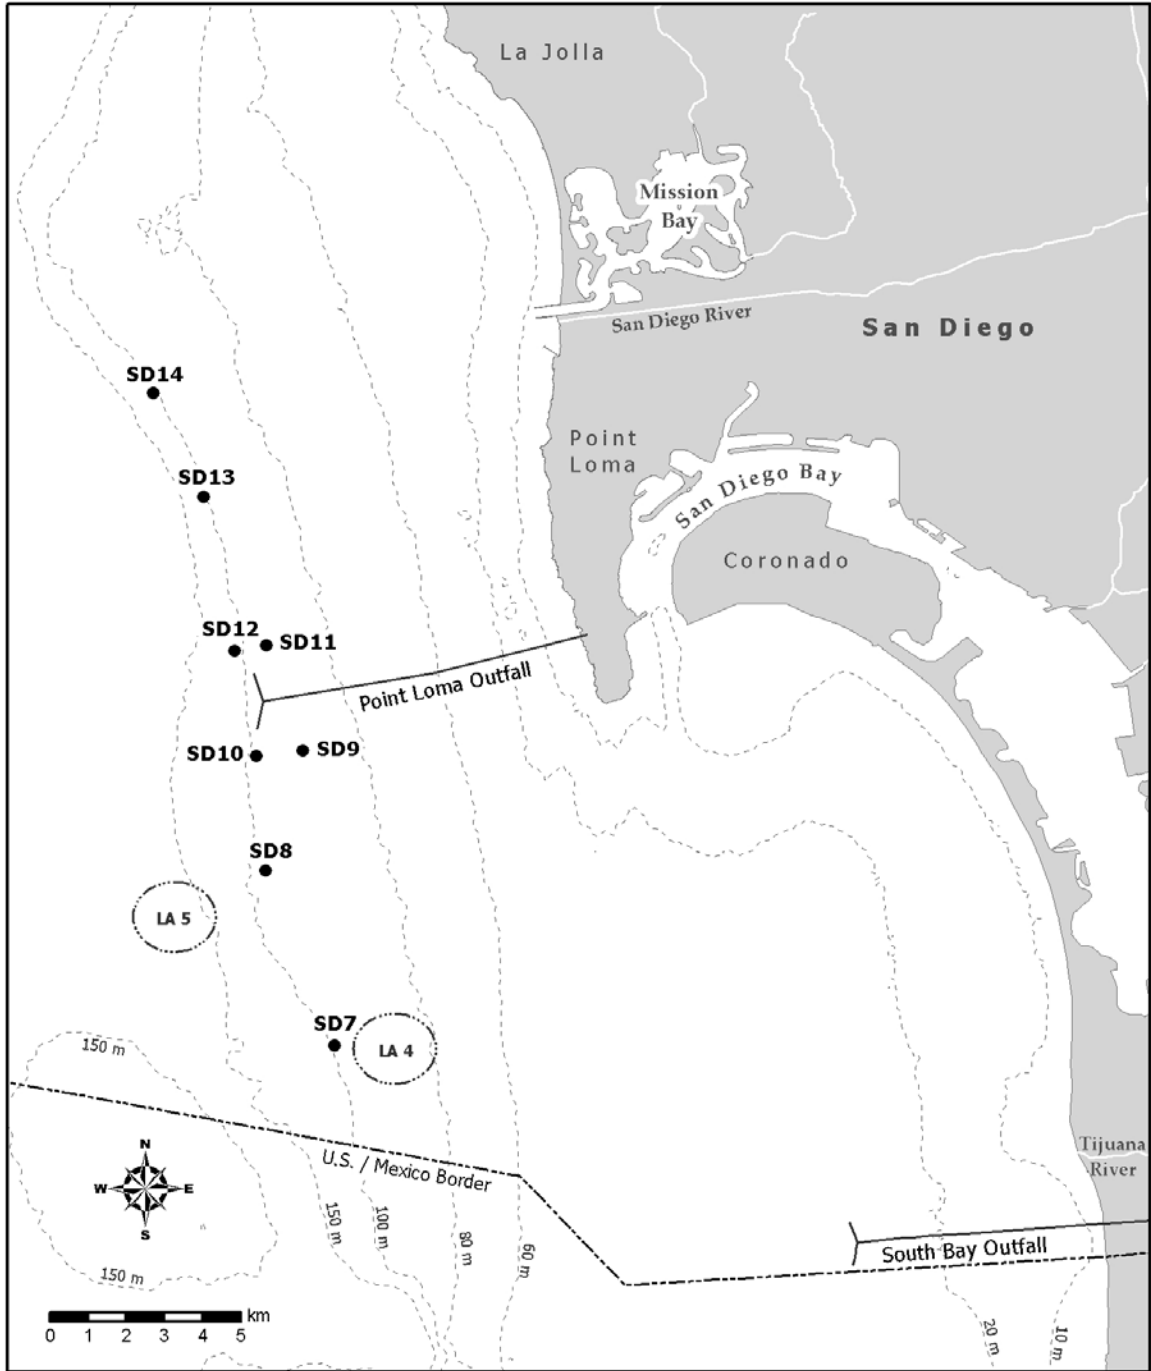 La Jolla
Mission
Bay
San Diego River
San Diego
SD14
Point
Loma
SD13
San Diego Bay
Coronado
SD12
SD11
Point Loma Outfall
SD10
SD9
SD8
LA 5
SD7
LA 4
150 m
U.S. / Mexico Border
Tijuana
River
N
W
E
S
150 m
100 m
80 m
60 m
South Bay Outfall
150 m
20 m
10 m
km
0 1 2 3 4 5